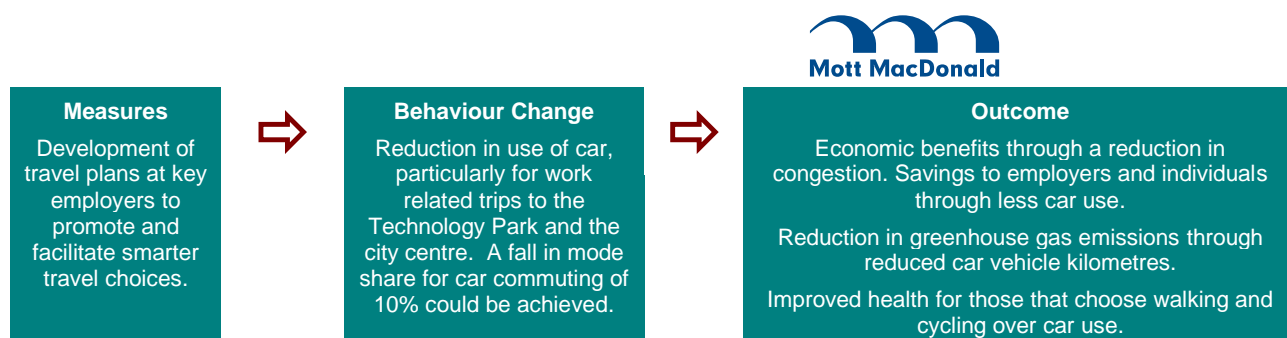 Mott MacDonald
Measures
Development of
travel plans at key
employers to
promote and
facilitate smarter
travel choices.
Behaviour Change
Reduction in use of car,
particularly for work
related trips to the
Technology Park and the
city centre.  A fall in mode
share for car commuting of
10% could be achieved.
Outcome
Economic benefits through a reduction in
congestion. Savings to employers and individuals
through less car use.
Reduction in greenhouse gas emissions through
reduced car vehicle kilometres.
Improved health for those that choose walking and
cycling over car use.